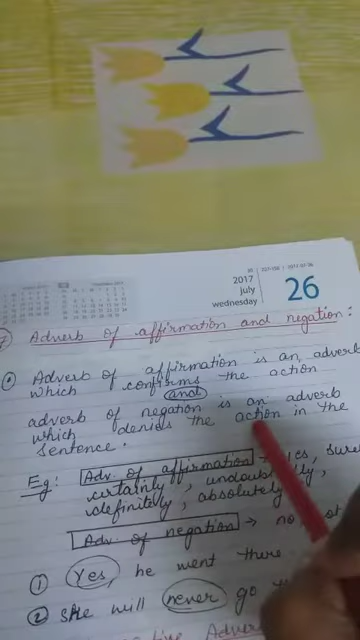 2017
july
wednesday
26
Adverb of affirmation and negation:
Adverb of affirmation is an adverb
which confirms the action
and
adverb of negation is an adverb
which denies the action in the
sentence.
Eg: Adv. of affirmation → Yes, sure
certainly, undoubtedly,
definitely, absolutely
Adv. of negation → no,
① Yes, he went there
② She will never go